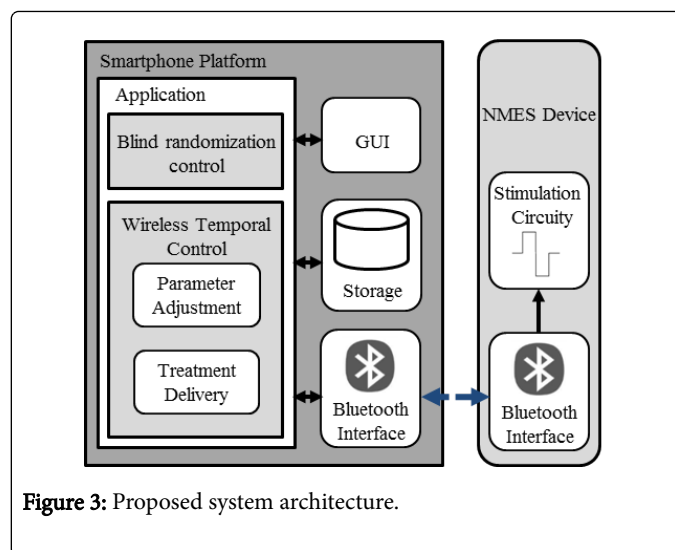 Smartphone Platform
Application
Blind randomization
control
GUI
Wireless Temporal
Control
Parameter
Adjustment
Treatment
Delivery
Storage
Bluetooth
Interface
NMES Device
Stimulation
Circuity
Bluetooth
Interface
Figure 3: Proposed system architecture.